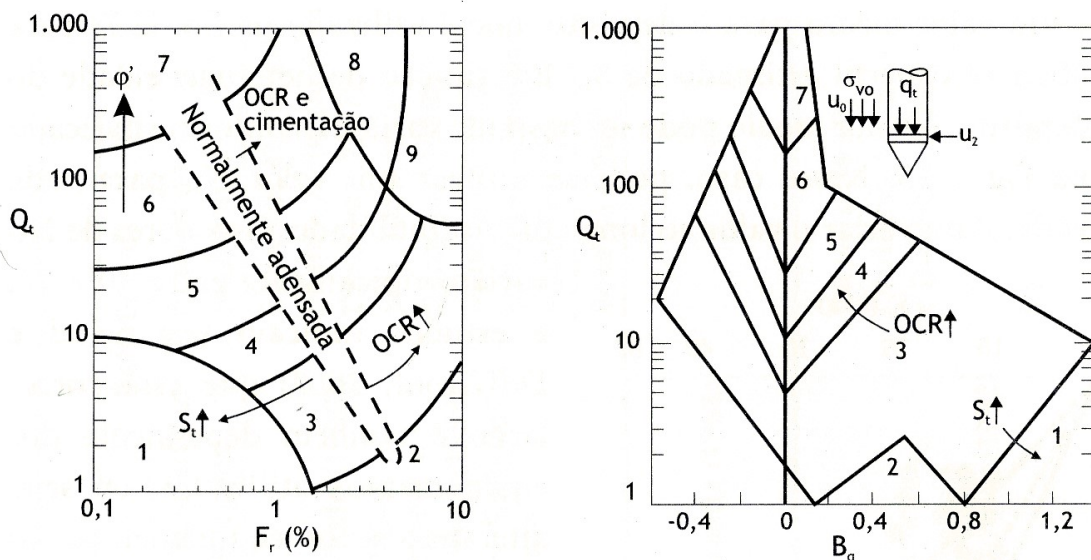 1.000
100
10
1
Qₜ
0,1
1
10
Fᵣ (%)
φ'
7
8
9
6
5
4
3
2
1
OCR e
cimentação
Normalmente adensada
OCR↑
Sₜ↑
1.000
100
10
1
Qₜ
-0,4
0
0,4
0,8
1,2
B_q
7
6
5
4
3
2
1
σ_vo
u₀
qₜ
u₂
OCR↑
Sₜ↑